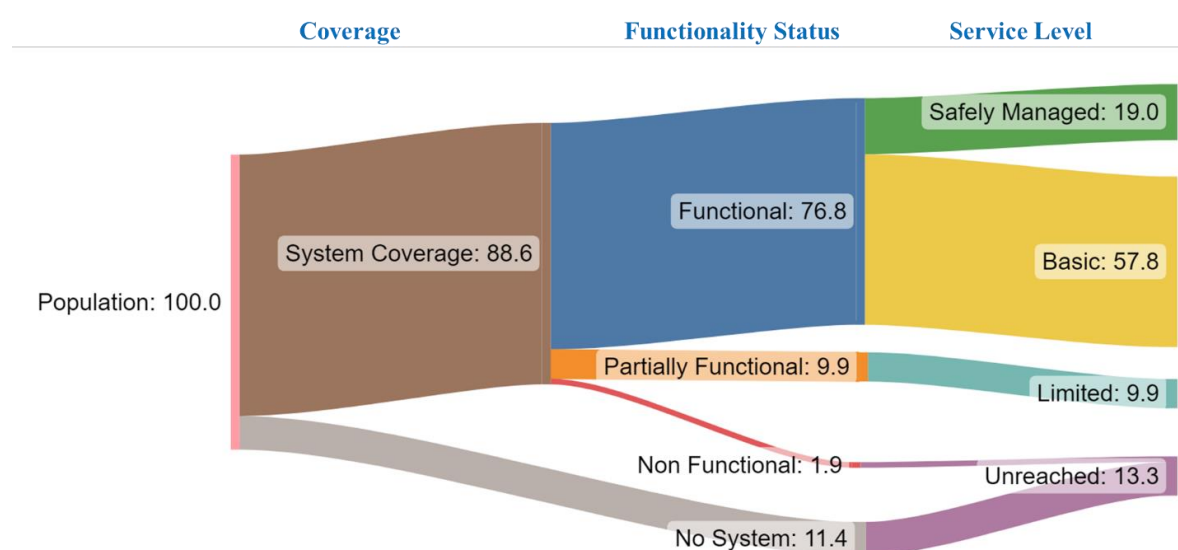 Coverage Functionality Status Service Level
Safely Managed: 19.0
Functional: 76.8
System Coverage: 88.6
Basic: 57.8
Population: 100.0
Partially Functional: 9.9
Limited: 9.9
Non Functional: 1.9
Unreached: 13.3
No System: 11.4